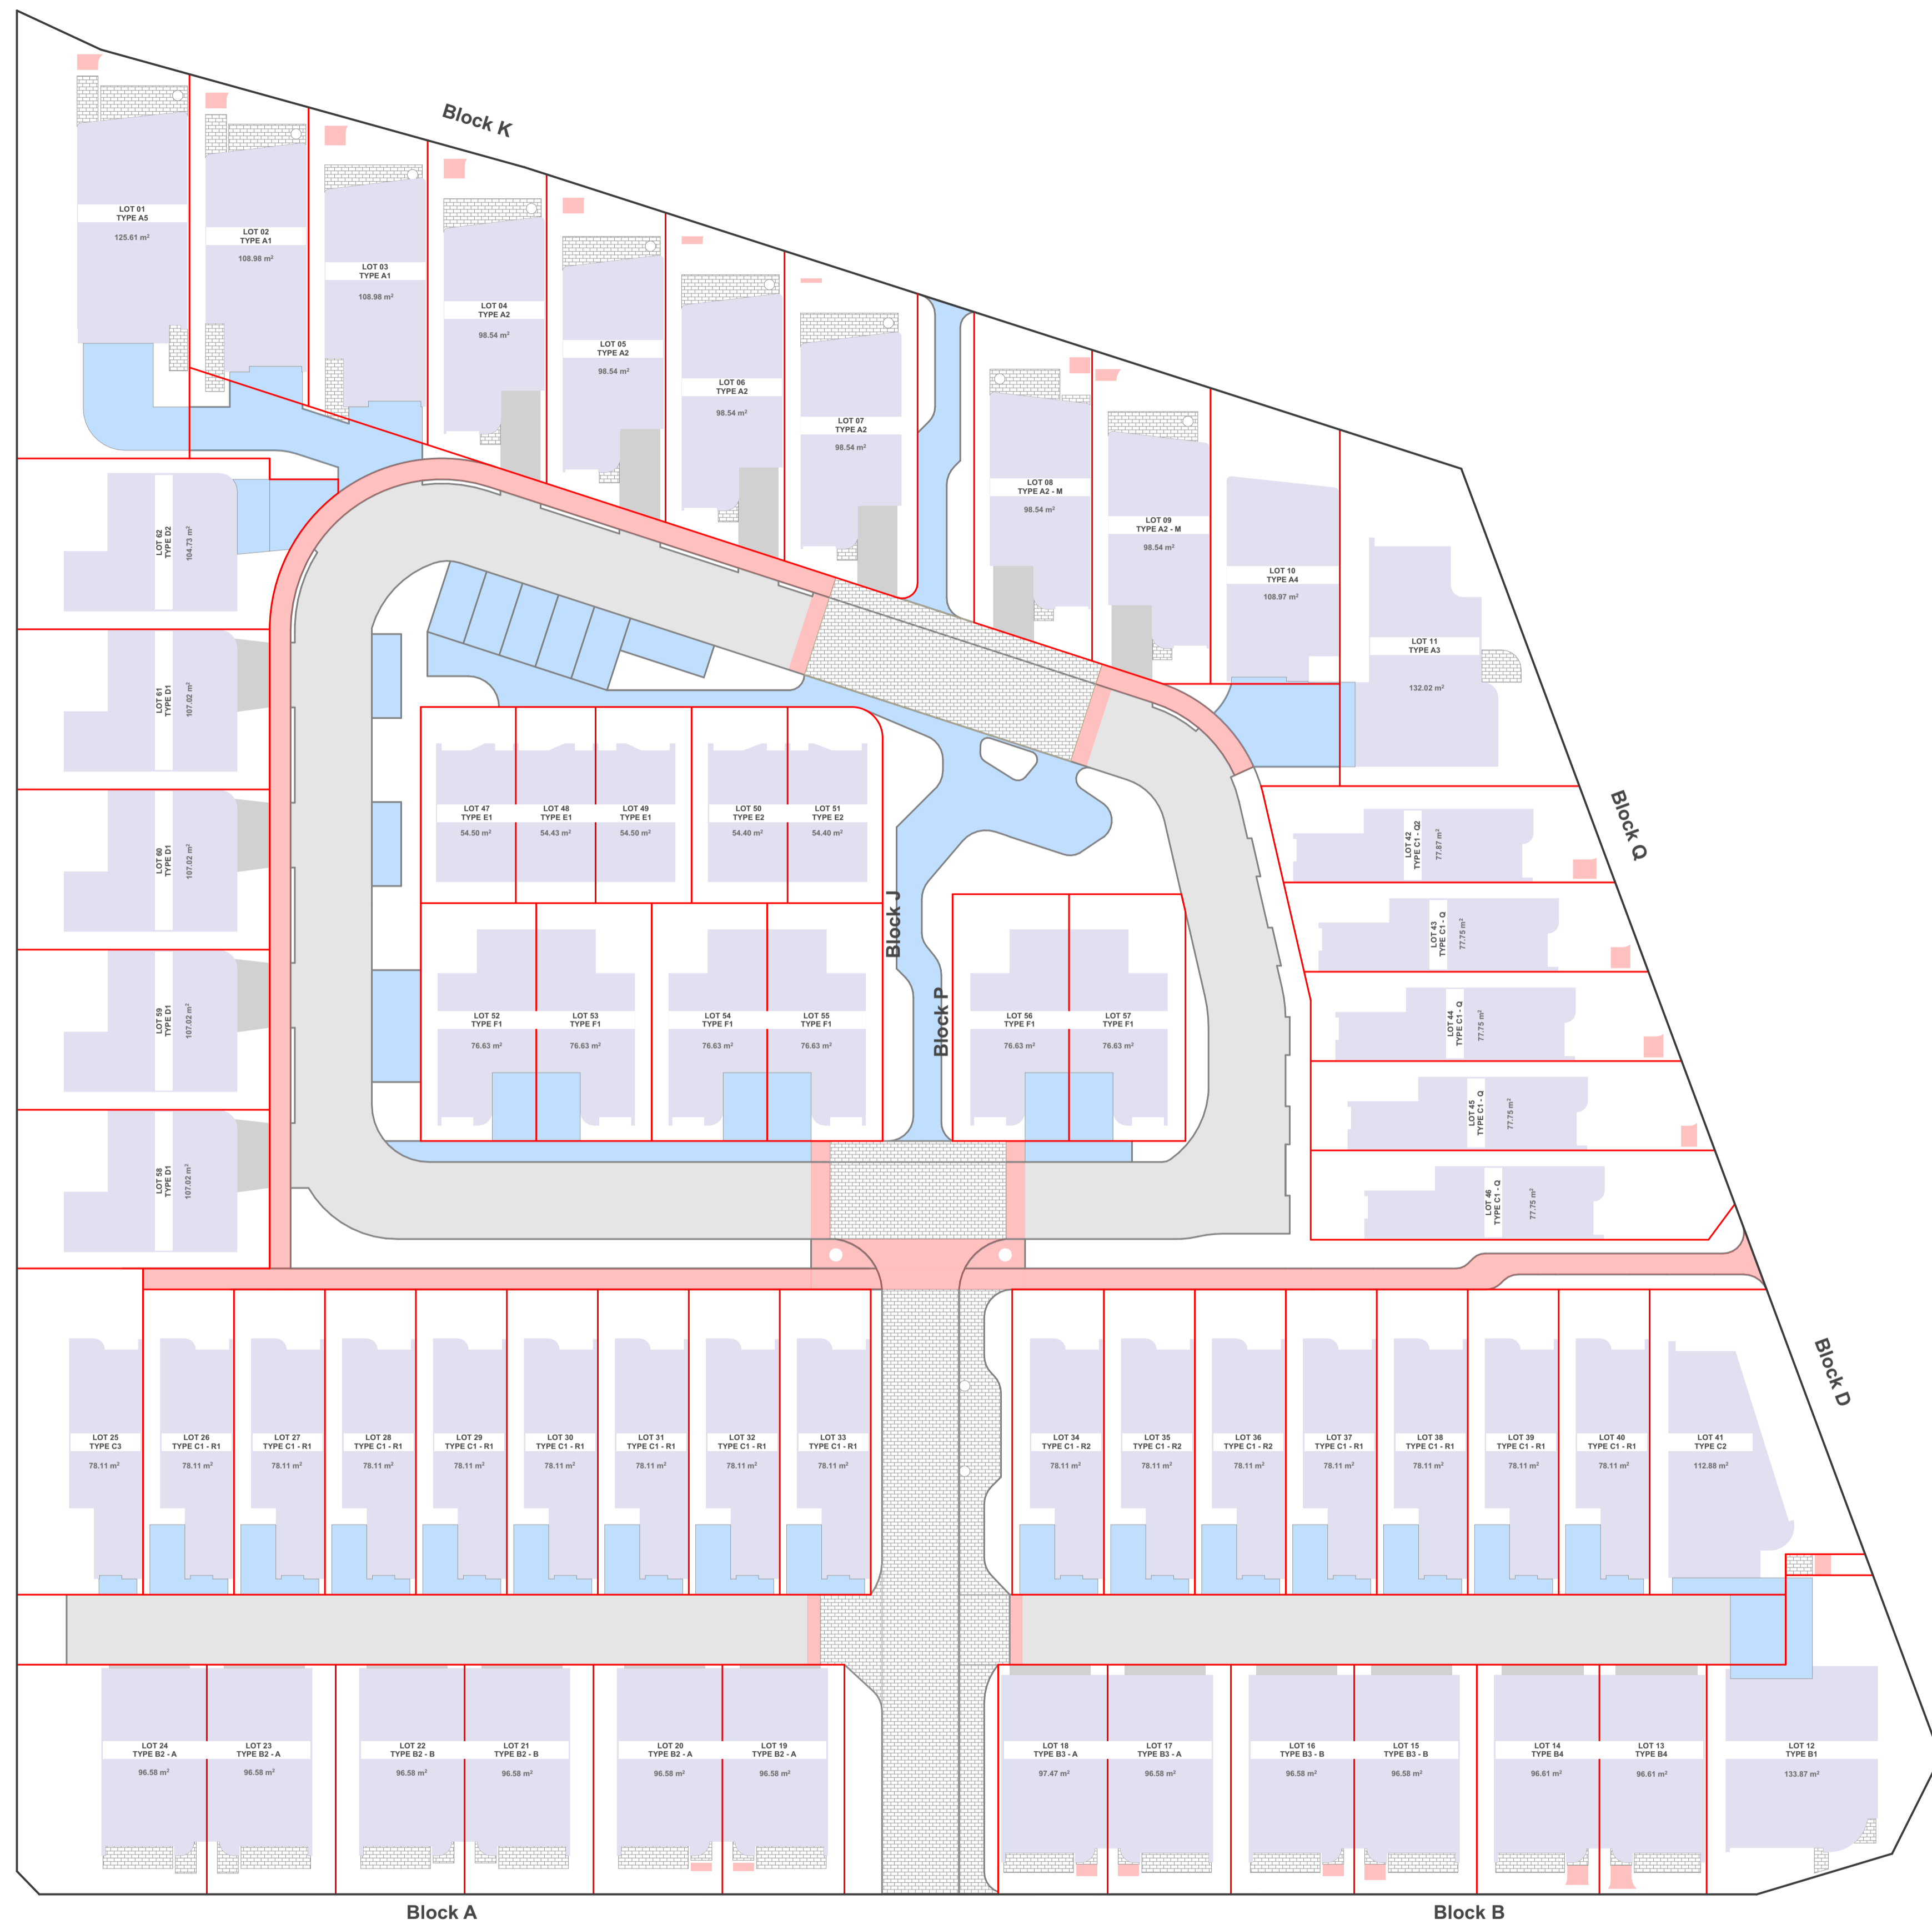 Block K
LOT 01
TYPE A5
125.61 m²
LOT 02
TYPE A1
108.98 m²
LOT 03
TYPE A1
108.98 m²
LOT 04
TYPE A2
98.54 m²
LOT 05
TYPE A2
98.54 m²
LOT 06
TYPE A2
98.54 m²
LOT 07
TYPE A2
98.54 m²
LOT 08
TYPE A2 - M
98.54 m²
LOT 09
TYPE A2 - M
98.54 m²
LOT 10
TYPE A4
108.97 m²
LOT 11
TYPE A3
132.02 m²
LOT 62
TYPE D2
104.73 m²
LOT 61
TYPE D1
107.02 m²
LOT 60
TYPE D1
107.02 m²
LOT 59
TYPE D1
107.02 m²
LOT 58
TYPE D1
107.02 m²
LOT 47
TYPE E1
54.50 m²
LOT 48
TYPE E1
54.43 m²
LOT 49
TYPE E1
54.50 m²
LOT 50
TYPE E2
54.40 m²
LOT 51
TYPE E2
54.40 m²
Block J
LOT 52
TYPE F1
76.63 m²
LOT 53
TYPE F1
76.63 m²
LOT 54
TYPE F1
76.63 m²
LOT 55
TYPE F1
76.63 m²
Block P
LOT 56
TYPE F1
76.63 m²
LOT 57
TYPE F1
76.63 m²
Block Q
LOT 42
TYPE C1 - Q2
77.87 m²
LOT 43
TYPE C1 - Q
77.75 m²
LOT 44
TYPE C1 - Q
77.75 m²
LOT 45
TYPE C1 - Q
77.75 m²
LOT 46
TYPE C1 - Q
77.75 m²
Block D
LOT 25
TYPE C3
78.11 m²
LOT 26
TYPE C1 - R1
78.11 m²
LOT 27
TYPE C1 - R1
78.11 m²
LOT 28
TYPE C1 - R1
78.11 m²
LOT 29
TYPE C1 - R1
78.11 m²
LOT 30
TYPE C1 - R1
78.11 m²
LOT 31
TYPE C1 - R1
78.11 m²
LOT 32
TYPE C1 - R1
78.11 m²
LOT 33
TYPE C1 - R1
78.11 m²
LOT 34
TYPE C1 - R2
78.11 m²
LOT 35
TYPE C1 - R2
78.11 m²
LOT 36
TYPE C1 - R2
78.11 m²
LOT 37
TYPE C1 - R1
78.11 m²
LOT 38
TYPE C1 - R1
78.11 m²
LOT 39
TYPE C1 - R1
78.11 m²
LOT 40
TYPE C1 - R1
78.11 m²
LOT 41
TYPE C2
112.88 m²
LOT 24
TYPE B2 - A
96.58 m²
LOT 23
TYPE B2 - A
96.58 m²
LOT 22
TYPE B2 - B
96.58 m²
LOT 21
TYPE B2 - B
96.58 m²
LOT 20
TYPE B2 - A
96.58 m²
LOT 19
TYPE B2 - A
96.58 m²
LOT 18
TYPE B3 - A
97.47 m²
LOT 17
TYPE B3 - A
96.58 m²
LOT 16
TYPE B3 - B
96.58 m²
LOT 15
TYPE B3 - B
96.58 m²
LOT 14
TYPE B4
96.61 m²
LOT 13
TYPE B4
96.61 m²
LOT 12
TYPE B1
133.87 m²
Block A
Block B